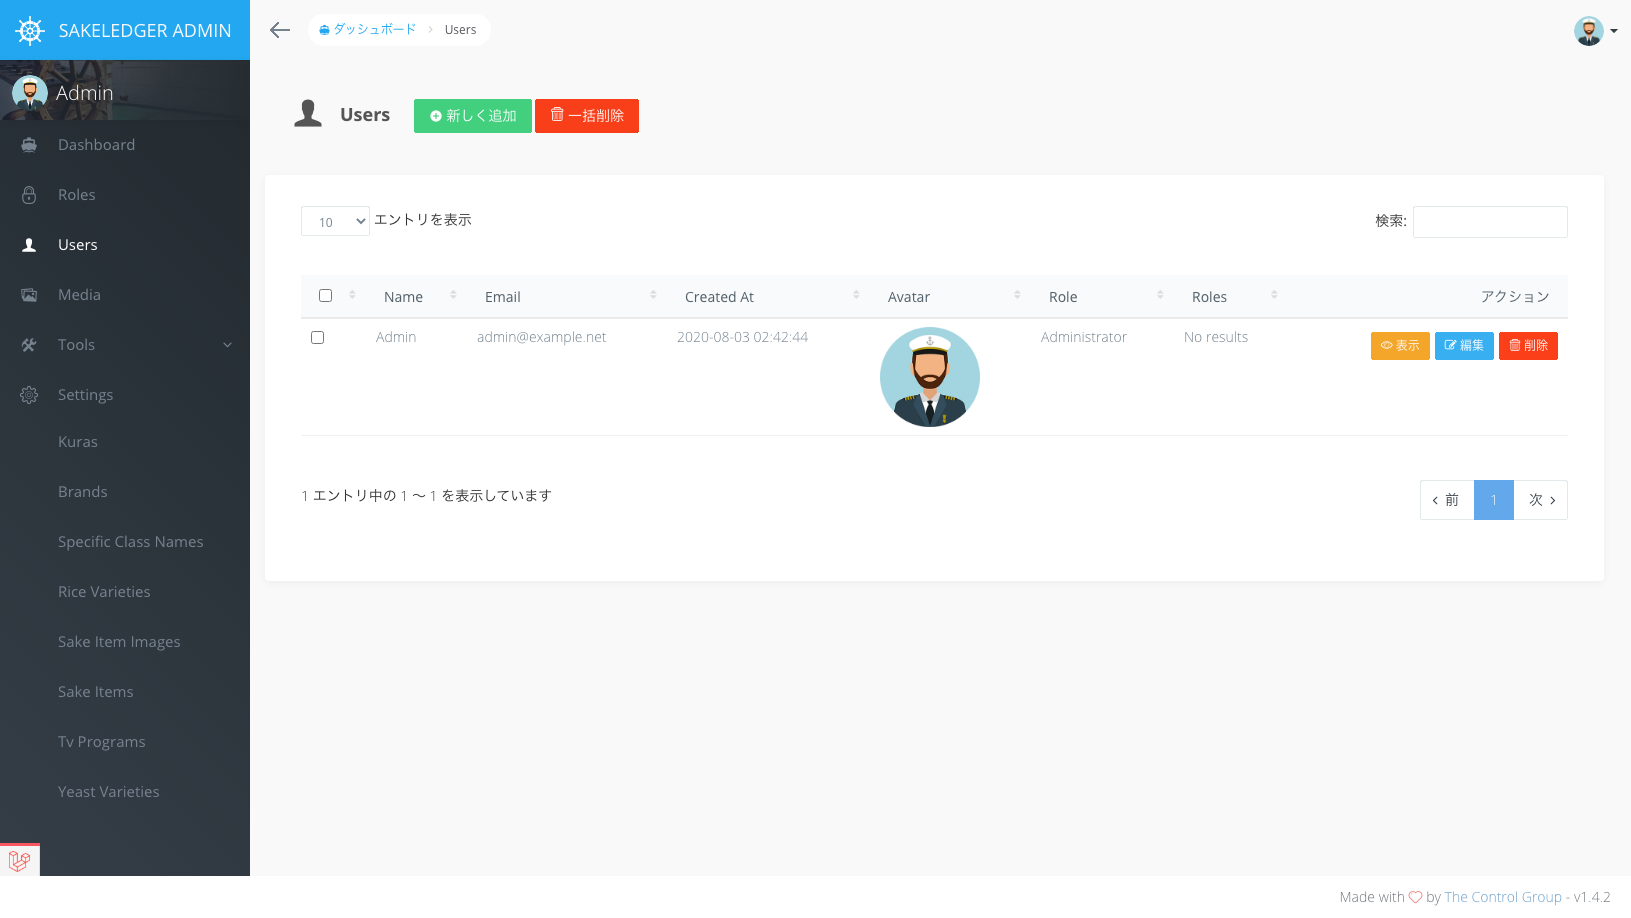 SAKELEDGER ADMIN
Admin
Dashboard
Roles
Users
Media
Tools
Settings
Kuras
Brands
Specific Class Names
Rice Varieties
Sake Item Images
Sake Items
Tv Programs
Yeast Varieties
ダッシュボード Users
Users 新しく追加 一括削除
10 エントリを表示 検索:
Name Email Created At Avatar Role Roles アクション
Admin admin@example.net 2020-08-03 02:42:44 Administrator No results 表示 編集 削除
1 エントリ中の 1 〜 1 を表示しています 前 1 次
Made with by The Control Group - v1.4.2